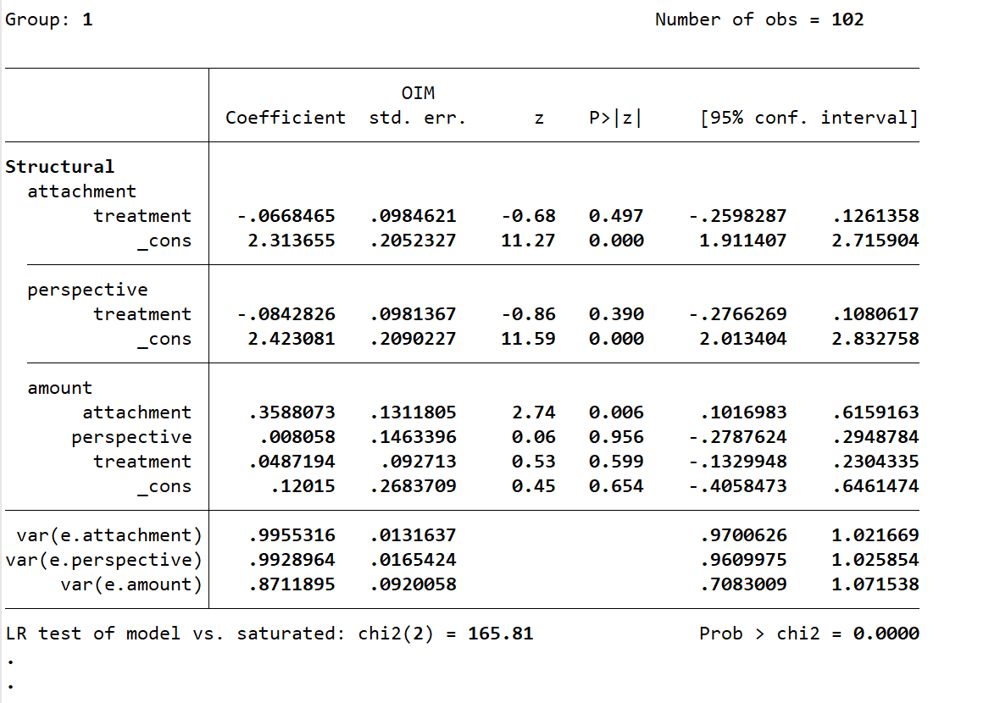 Group: 1 Number of obs = 102
OIM
Coefficient std. err. z P>|z| [95% conf. interval]
Structural
attachment
treatment -.0668465 .0984621 -0.68 0.497 -.2598287 .1261358
_cons 2.313655 .2052327 11.27 0.000 1.911407 2.715904
perspective
treatment -.0842826 .0981367 -0.86 0.390 -.2766269 .1080617
_cons 2.423081 .2090227 11.59 0.000 2.013404 2.832758
amount
attachment .3588073 .1311805 2.74 0.006 .1016983 .6159163
perspective .008058 .1463396 0.06 0.956 -.2787624 .2948784
treatment .0487194 .092713 0.53 0.599 -.1329948 .2304335
_cons .12015 .2683709 0.45 0.654 -.4058473 .6461474
var(e.attachment) .9955316 .0131637 .9700626 1.021669
var(e.perspective) .9928964 .0165424 .9609975 1.025854
var(e.amount) .8711895 .0920058 .7083009 1.071538
LR test of model vs. saturated: chi2(2) = 165.81 Prob > chi2 = 0.0000
.
.